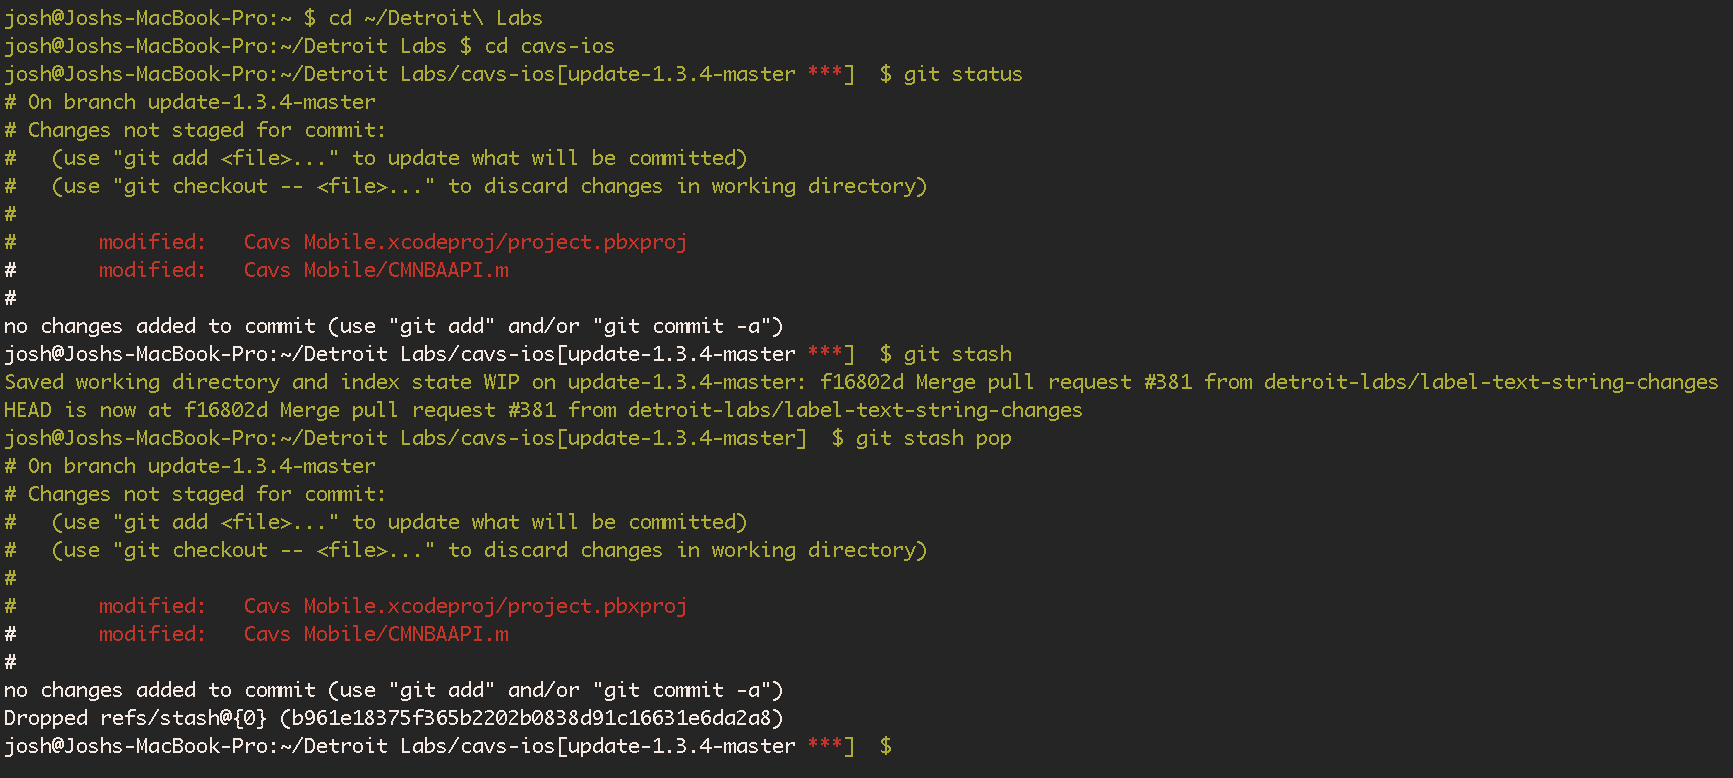 josh@Joshs-MacBook-Pro:~ $ cd ~/Detroit\ Labs
josh@Joshs-MacBook-Pro:~/Detroit Labs $ cd cavs-ios
josh@Joshs-MacBook-Pro:~/Detroit Labs/cavs-ios[update-1.3.4-master ***]  $ git status
# On branch update-1.3.4-master
# Changes not staged for commit:
#   (use "git add <file>..." to update what will be committed)
#   (use "git checkout -- <file>..." to discard changes in working directory)
#
#       modified:   Cavs Mobile.xcodeproj/project.pbxproj
#       modified:   Cavs Mobile/CMNBAAPI.m
#
no changes added to commit (use "git add" and/or "git commit -a")
josh@Joshs-MacBook-Pro:~/Detroit Labs/cavs-ios[update-1.3.4-master ***]  $ git stash
Saved working directory and index state WIP on update-1.3.4-master: f16802d Merge pull request #381 from detroit-labs/label-text-string-changes
HEAD is now at f16802d Merge pull request #381 from detroit-labs/label-text-string-changes
josh@Joshs-MacBook-Pro:~/Detroit Labs/cavs-ios[update-1.3.4-master]  $ git stash pop
# On branch update-1.3.4-master
# Changes not staged for commit:
#   (use "git add <file>..." to update what will be committed)
#   (use "git checkout -- <file>..." to discard changes in working directory)
#
#       modified:   Cavs Mobile.xcodeproj/project.pbxproj
#       modified:   Cavs Mobile/CMNBAAPI.m
#
no changes added to commit (use "git add" and/or "git commit -a")
Dropped refs/stash@{0} (b961e18375f365b2202b0838d91c16631e6da2a8)
josh@Joshs-MacBook-Pro:~/Detroit Labs/cavs-ios[update-1.3.4-master ***]  $